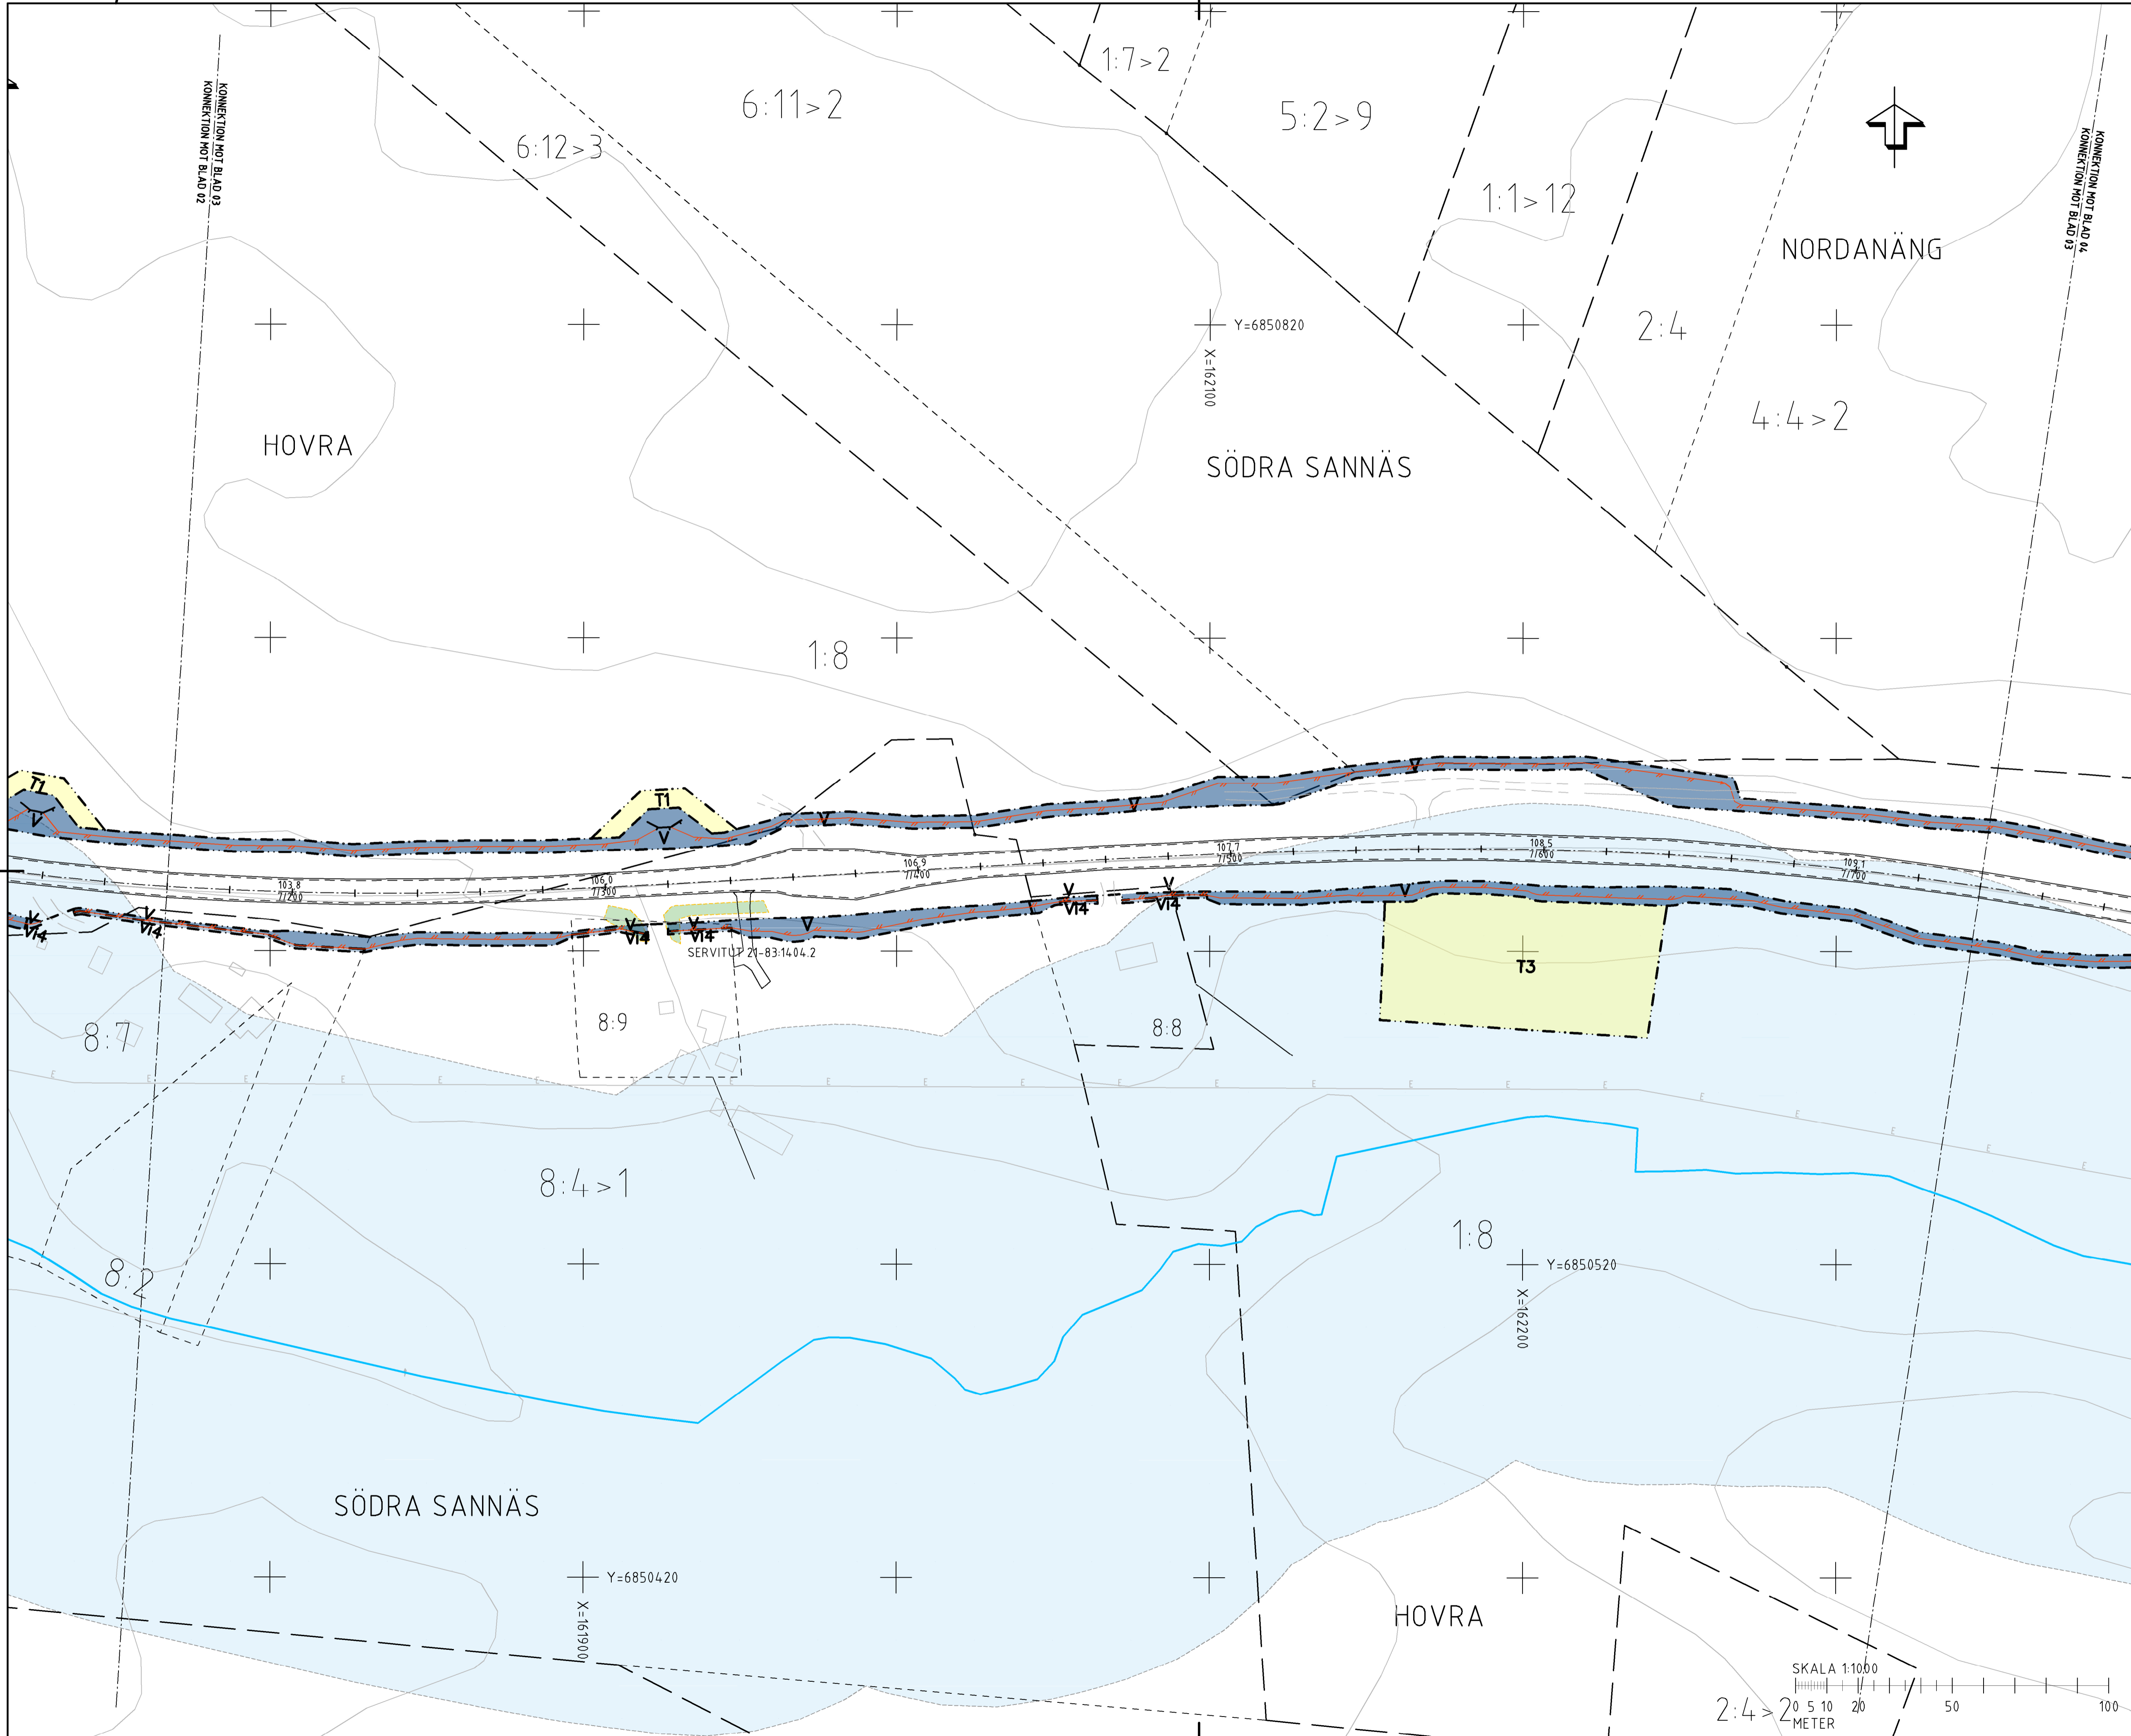 KONNEKTION MOT BLAD 03
KONNEKTION MOT BLAD 02
6:12>3
6:11>2
1:7>2
5:2>9
1:1>12
NORDANÄNG
KONNEKTION MOT BLAD 04
KONNEKTION MOT BLAD 03
2:4
4:4>2
Y=6850820
X=162100
HOVRA
SÖDRA SANNÄS
1:8
T1
V
T1
V
V
V
V
103,8
7/200
106,0
7/300
106,9
7/400
107,7
7/500
108,5
7/600
109,1
7/700
V
Vi4
V
Vi4
V
Vi4
V
Vi4
V
V
Vi4
V
Vi4
V
SERVITUT 21-83:1404.2
T3
8:7
8:9
8:8
E E E E E E E E E E E E E E E E E E E E E E
8:4>1
8:2
1:8
Y=6850520
X=162200
SÖDRA SANNÄS
Y=6850420
X=161900
HOVRA
2:4>2
SKALA 1:1000
0 5 10 20 50 100
METER